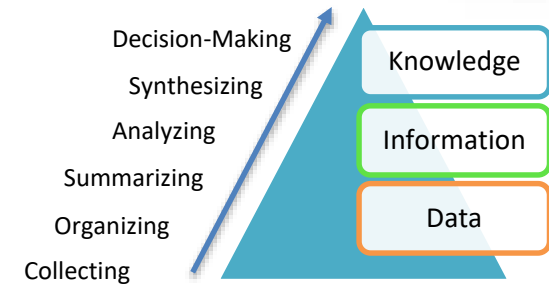 Decision-Making
Synthesizing
Analyzing
Summarizing
Organizing
Collecting
Knowledge
Information
Data